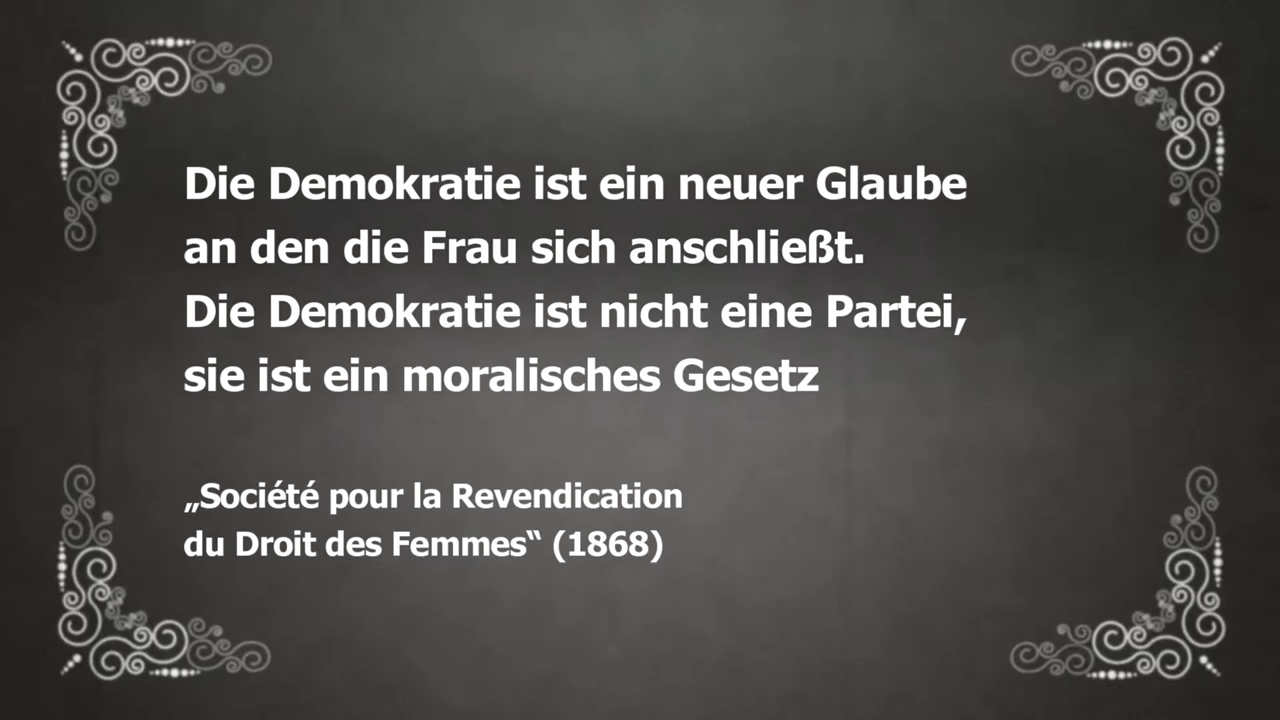 Die Demokratie ist ein neuer Glaube
an den die Frau sich anschließt.
Die Demokratie ist nicht eine Partei,
sie ist ein moralisches Gesetz
„Société pour la Revendication
du Droit des Femmes‟ (1868)